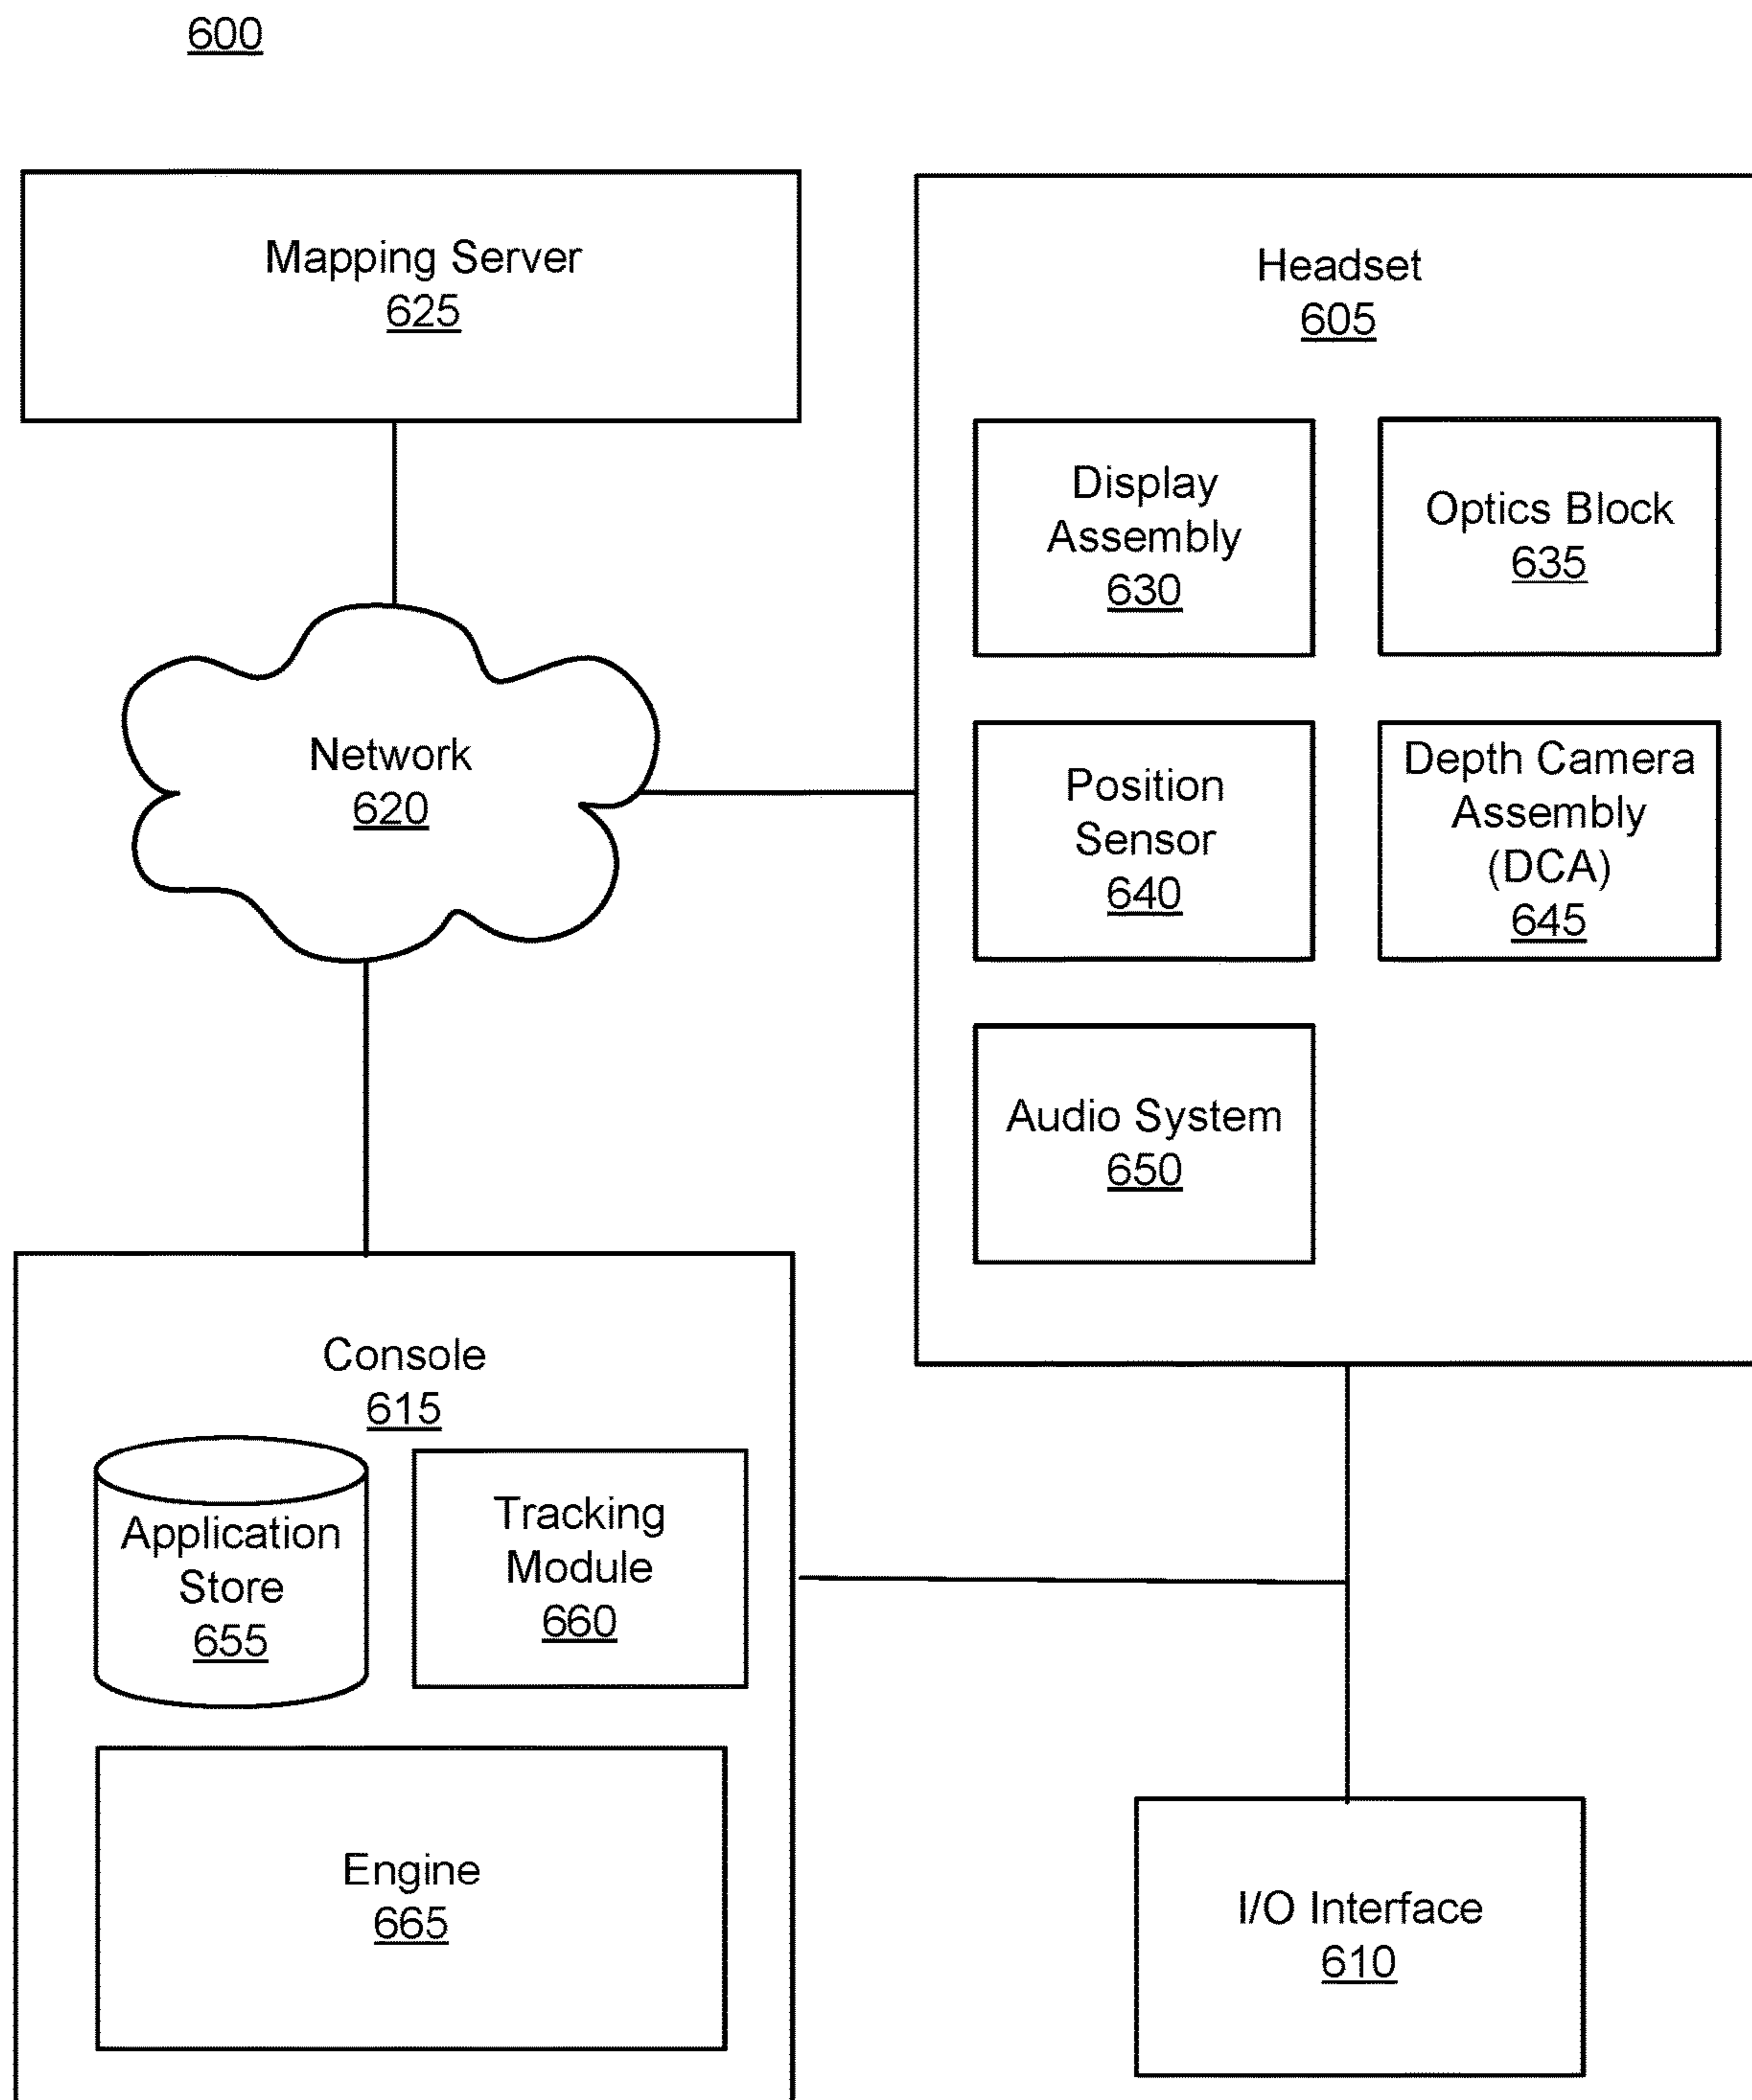 600
Mapping Server
625
Headset
605
Display
Assembly
630
Optics Block
635
Network
620
Position
Sensor
640
Depth Camera
Assembly
(DCA)
645
Audio System
650
Console
615
Application
Store
655
Tracking
Module
660
Engine
665
I/O Interface
610